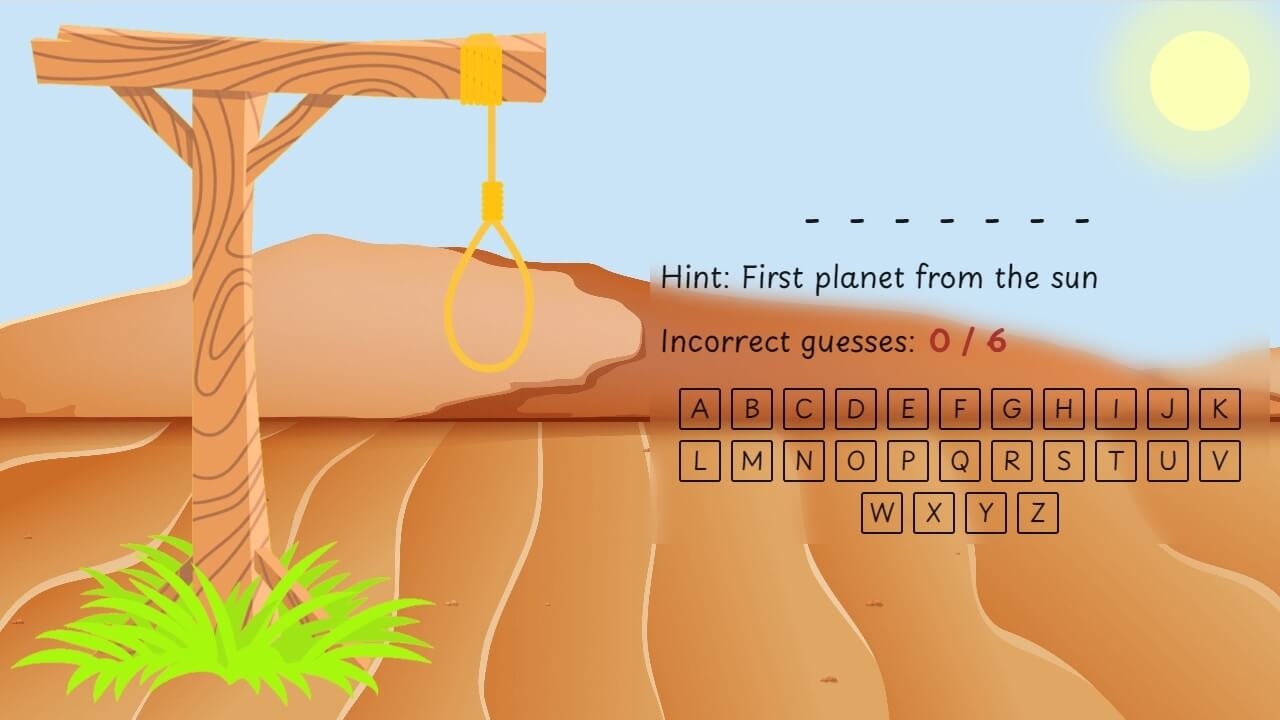 - - - - - - -
Hint: First planet from the sun
Incorrect guesses: 0 / 6
A B C D E F G H I J K
L M N O P Q R S T U V
W X Y Z